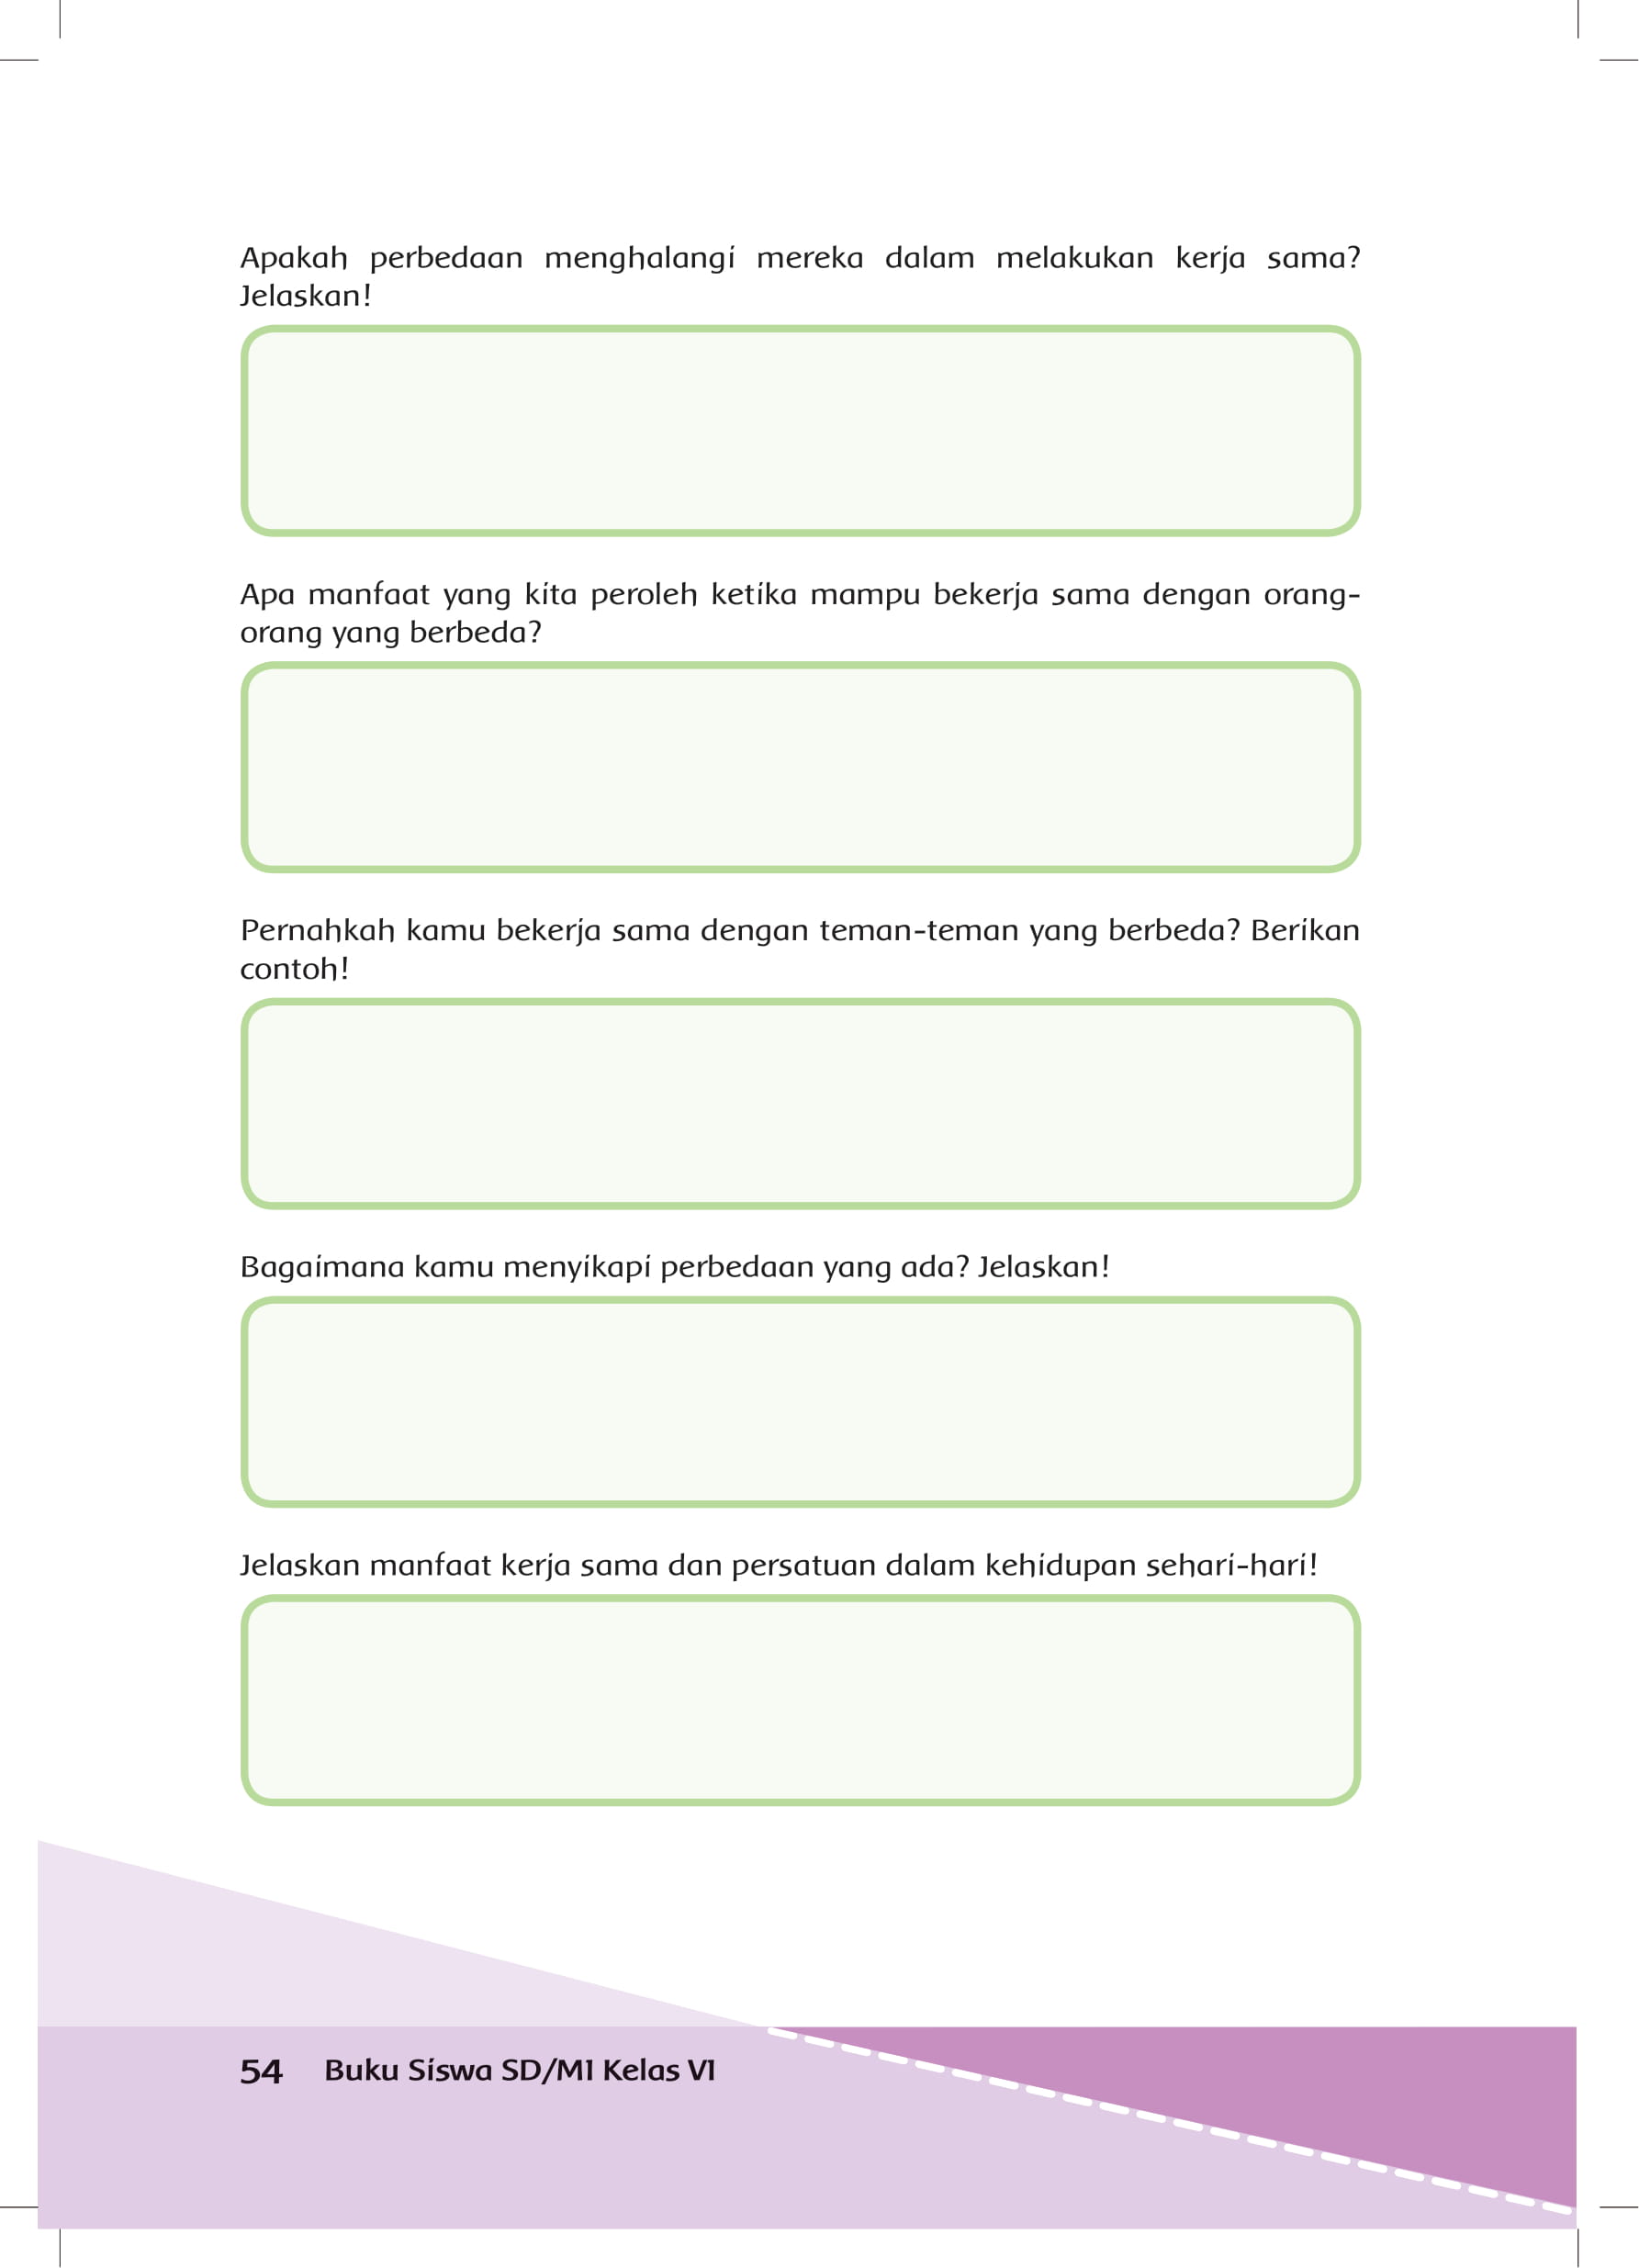 Apakah perbedaan menghalangi mereka dalam melakukan kerja sama?
Jelaskan!
Apa manfaat yang kita peroleh ketika mampu bekerja sama dengan orang-
orang yang berbeda?
Pernahkah kamu bekerja sama dengan teman-teman yang berbeda? Berikan
contoh!
Bagaimana kamu menyikapi perbedaan yang ada? Jelaskan!
Jelaskan manfaat kerja sama dan persatuan dalam kehidupan sehari-hari!
54 Buku Siswa SD/MI Kelas VI